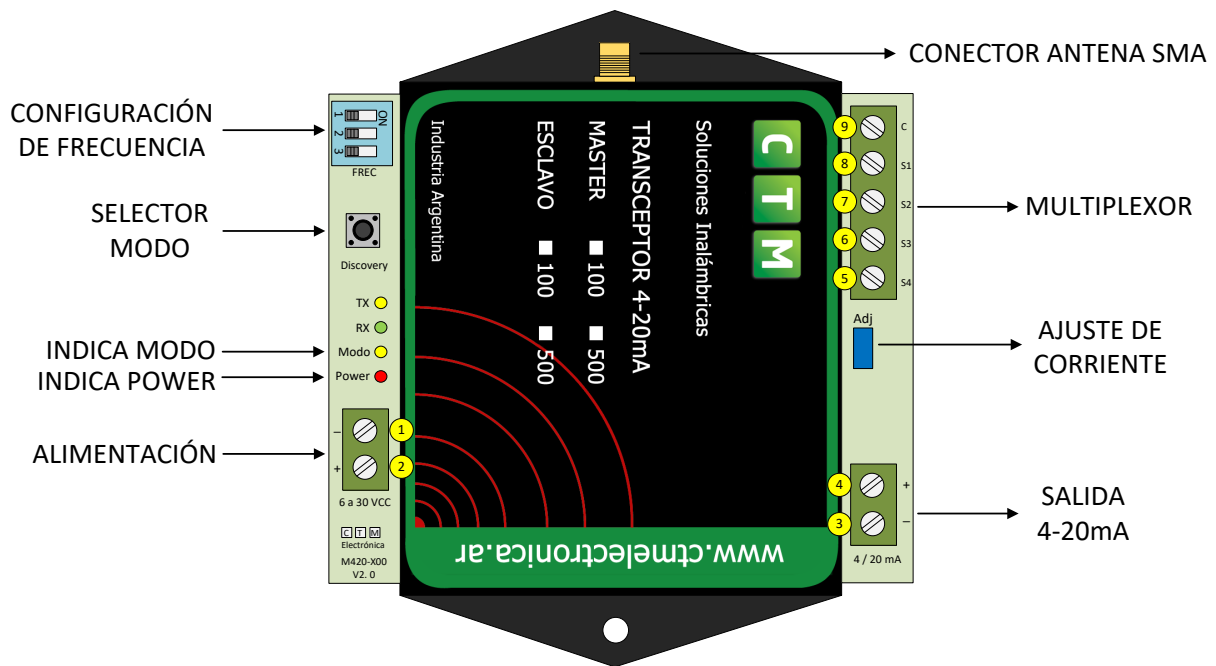 CONECTOR ANTENA SMA
CONFIGURACIÓN
DE FRECUENCIA
SELECTOR
MODO
INDICA MODO
INDICA POWER
ALIMENTACIÓN
ON
1
2
3
FREC
Discovery
TX
RX
Modo
Power
–
+
1
2
6 a 30 VCC
C T M
Electrónica
M420-X00
V2. 0
C T M
Soluciones Inalámbricas
TRANSCEPTOR 4-20mA
MASTER 100 500
ESCLAVO 100 500
Industria Argentina
www.ctmelectronica.ar
9 C
8 S1
7 S2
6 S3
5 S4
MULTIPLEXOR
Adj
AJUSTE DE
CORRIENTE
4 +
3 –
4 / 20 mA
SALIDA
4-20mA